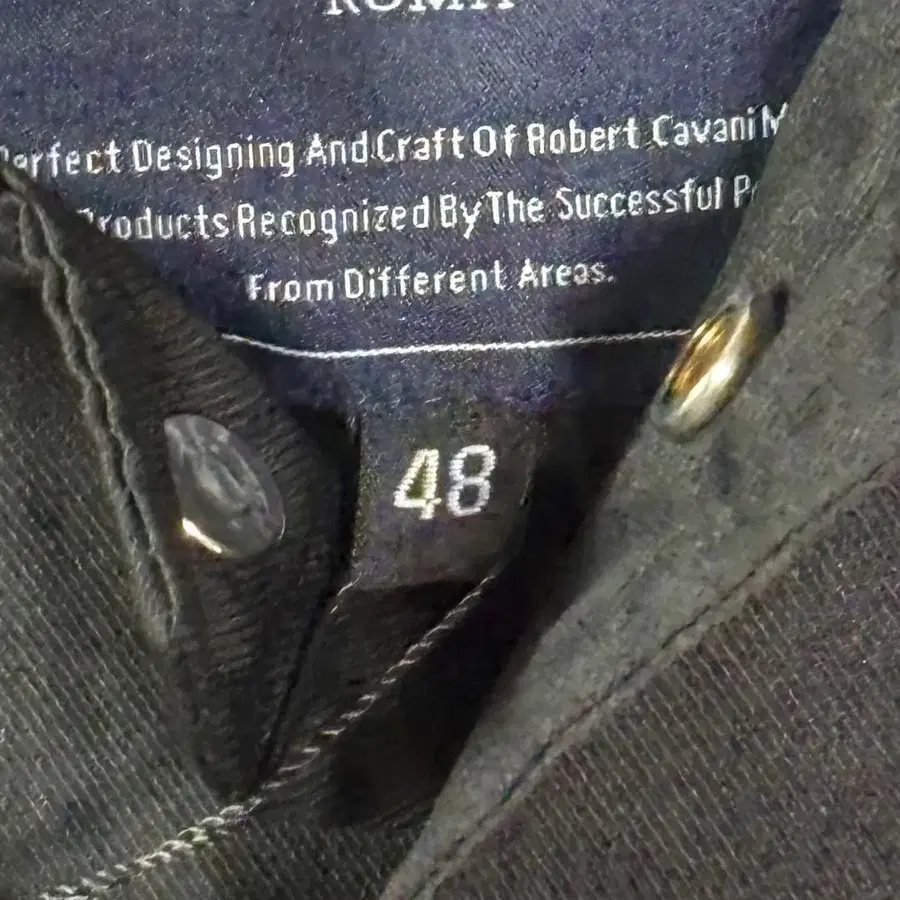 Perfect Designing And Craft Of Robert Cavani
Products Recognized By The Successful
From Different Areas.
48